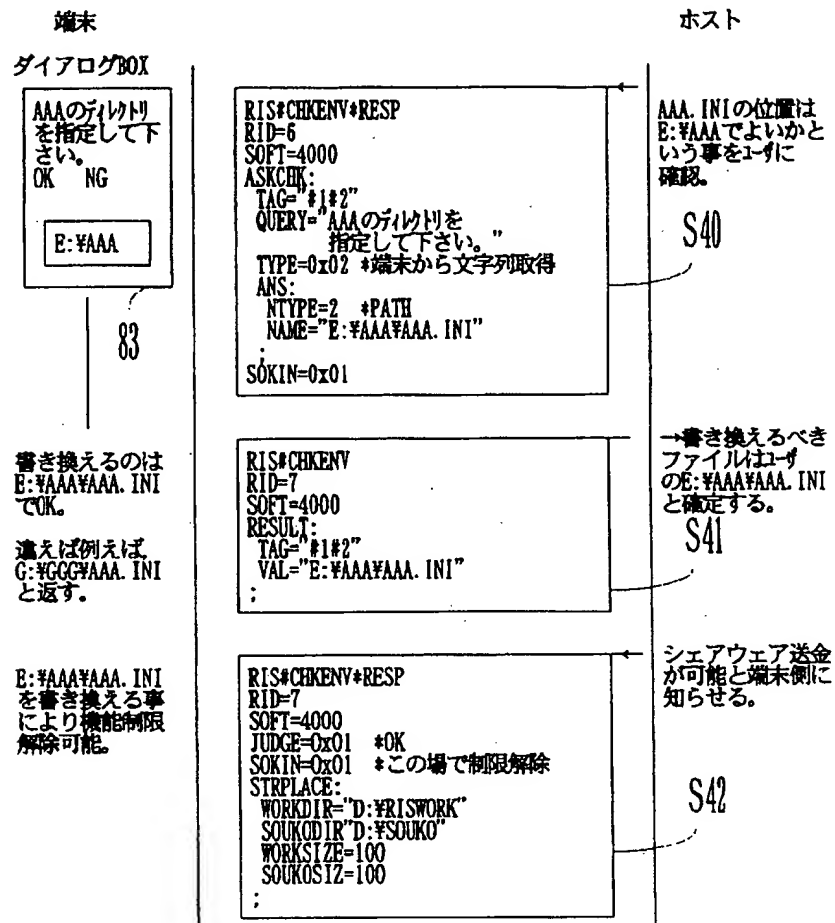 端末
ホスト
ダイアログBOX
AAAのディレクトリ
を指定して下
さい。
OK NG
E:¥AAA
83
RIS#CHKENV*RESP
RID=6
SOFT=4000
ASKCHK:
TAG="#1#2"
QUERY="AAAのディレクトリを
指定して下さい。"
TYPE=0x02 *端末から文字列取得
ANS:
NTYPE=2 *PATH
NAME="E:¥AAA¥AAA.INI"
;
SOKIN=0x01
AAA.INIの位置は
E:¥AAAでよいかと
いう事をユーザに
確認。
S40
書き換えるのは
E:¥AAA¥AAA.INI
でOK。
違えば例えば、
G:¥GGG¥AAA.INI
と返す。
RIS#CHKENV
RID=7
SOFT=4000
RESULT:
TAG="#1#2"
VAL="E:¥AAA¥AAA.INI"
;
→書き換えるべき
ファイルはユーザ
のE:¥AAA¥AAA.INI
と確定する。
S41
E:¥AAA¥AAA.INI
を書き換える事
により機能制限
解除可能。
RIS#CHKENV*RESP
RID=7
SOFT=4000
JUDGE=0x01 *OK
SOKIN=0x01 *この場で制限解除
STRPLACE:
WORKDIR="D:¥RISWORK"
SOUKODIR"D:¥SOUKO"
WORKSIZE=100
SOUKOSIZ=100
;
シェアウェア送金
が可能と端末側に
知らせる。
S42